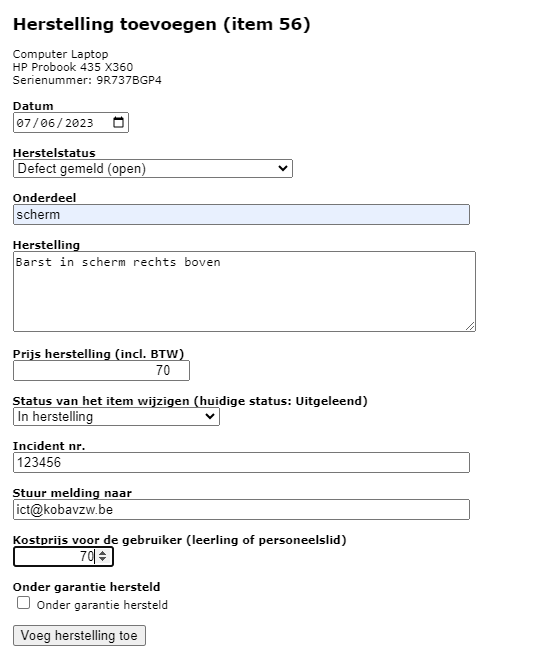 Herstelling toevoegen (item 56)
Computer Laptop
HP Probook 435 X360
Serienummer: 9R737BGP4
Datum
07/06/2023
Herstelstatus
Defect gemeld (open)
Onderdeel
scherm
Herstelling
Barst in scherm rechts boven
Prijs herstelling (incl. BTW)
70
Status van het item wijzigen (huidige status: Uitgeleend)
In herstelling
Incident nr.
123456
Stuur melding naar
ict@kobavzw.be
Kostprijs voor de gebruiker (leerling of personeelslid)
70
Onder garantie hersteld
Onder garantie hersteld
Voeg herstelling toe